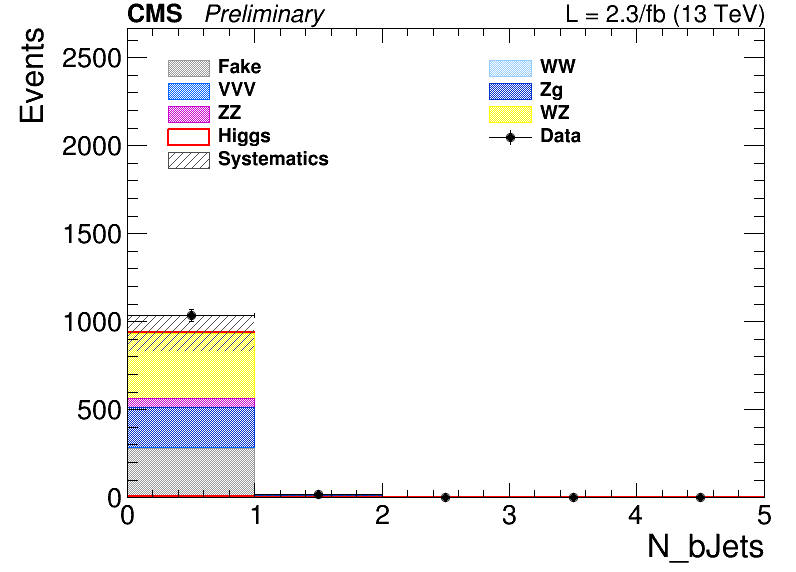 CMS Preliminary L = 2.3/fb (13 TeV)
Events
2500
2000
1500
1000
500
0
Fake WW
VVV Zg
ZZ WZ
Higgs Data
Systematics
0 1 2 3 4 5
N_bJets